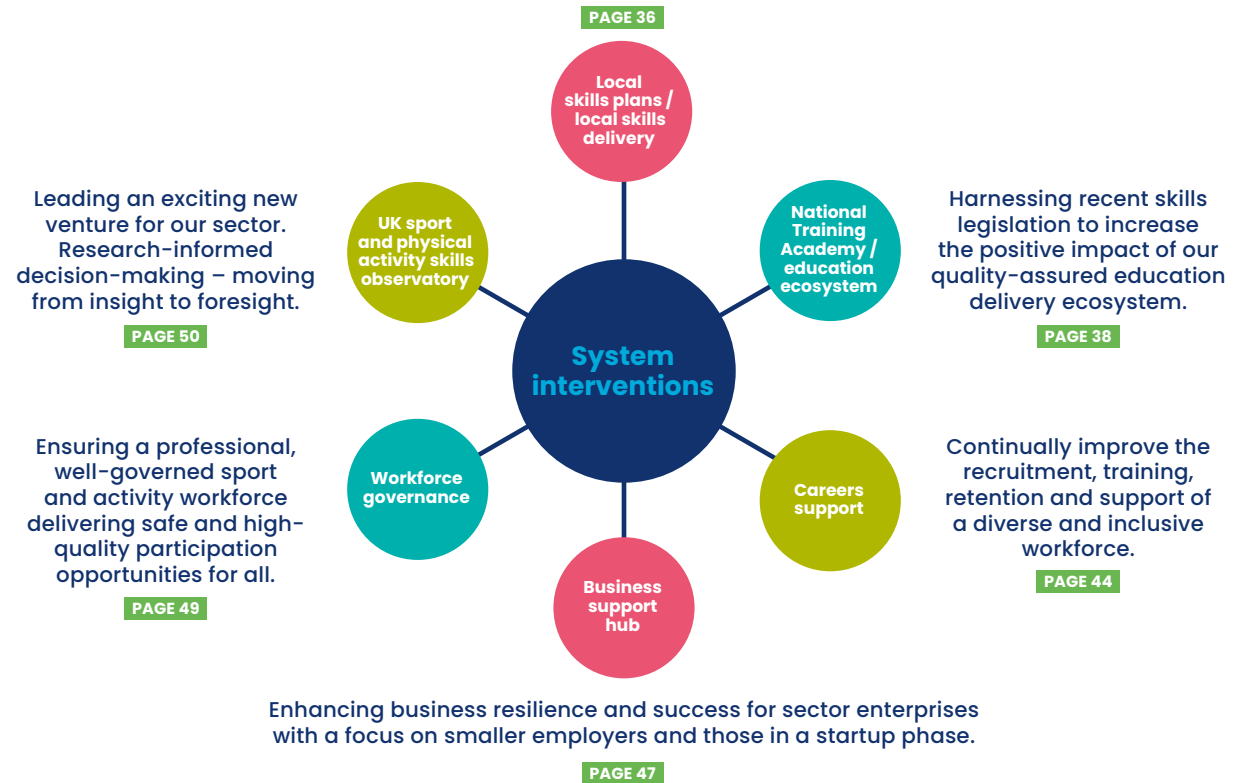 PAGE 36
Local
skills plans /
local skills
delivery
Leading an exciting new
venture for our sector.
Research-informed
decision-making – moving
from insight to foresight.
PAGE 50
UK sport
and physical
activity skills
observatory
National
Training
Academy /
education
ecosystem
Harnessing recent skills
legislation to increase
the positive impact of our
quality-assured education
delivery ecosystem.
PAGE 38
System
interventions
Ensuring a professional,
well-governed sport
and activity workforce
delivering safe and high-
quality participation
opportunities for all.
PAGE 49
Workforce
governance
Careers
support
Continually improve the
recruitment, training,
retention and support of
a diverse and inclusive
workforce.
PAGE 44
Business
support
hub
Enhancing business resilience and success for sector enterprises
with a focus on smaller employers and those in a startup phase.
PAGE 47